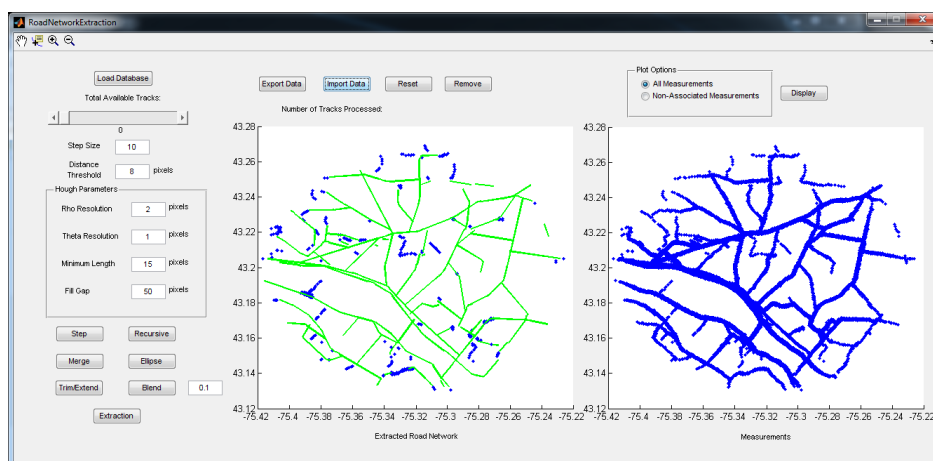 RoadNetworkExtraction
Load Database
Total Available Tracks:
0
Step Size 10
Distance Threshold 8 pixels
Hough Parameters
Rho Resolution 2 pixels
Theta Resolution 1 pixels
Minimum Length 15 pixels
Fill Gap 50 pixels
Step Recursive
Merge Ellipse
Trim/Extend Blend 0.1
Extraction
Export Data Import Data Reset Remove
Number of Tracks Processed:
Plot Options
All Measurements
Non-Associated Measurements
Display
43.28
43.26
43.24
43.22
43.2
43.18
43.16
43.14
43.12
-75.42 -75.4 -75.38 -75.36 -75.34 -75.32 -75.3 -75.28 -75.26 -75.24 -75.22
Extracted Road Network
43.28
43.26
43.24
43.22
43.2
43.18
43.16
43.14
43.12
-75.42 -75.4 -75.38 -75.36 -75.34 -75.32 -75.3 -75.28 -75.26 -75.24 -75.22
Measurements